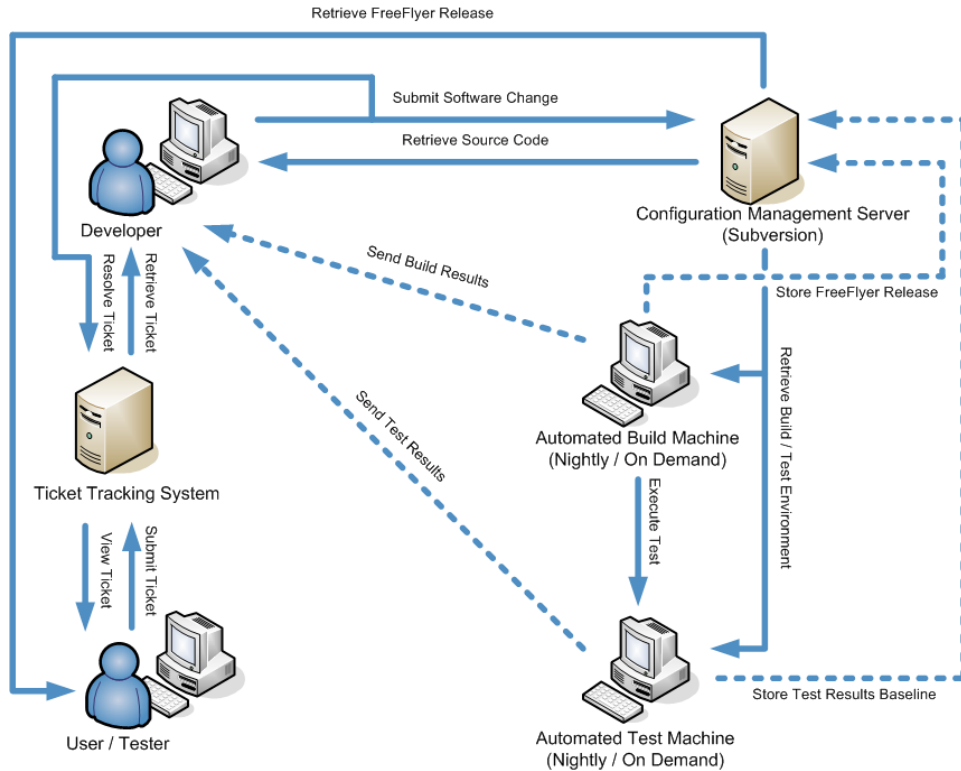 Retrieve FreeFlyer Release
Submit Software Change
Retrieve Source Code
Developer
Configuration Management Server
(Subversion)
Resolve Ticket
Retrieve Ticket
Send Build Results
Store FreeFlyer Release
Retrieve Build / Test Environment
Send Test Results
Automated Build Machine
(Nightly / On Demand)
Ticket Tracking System
Execute Test
View Ticket
Submit Ticket
Store Test Results Baseline
User / Tester
Automated Test Machine
(Nightly / On Demand)